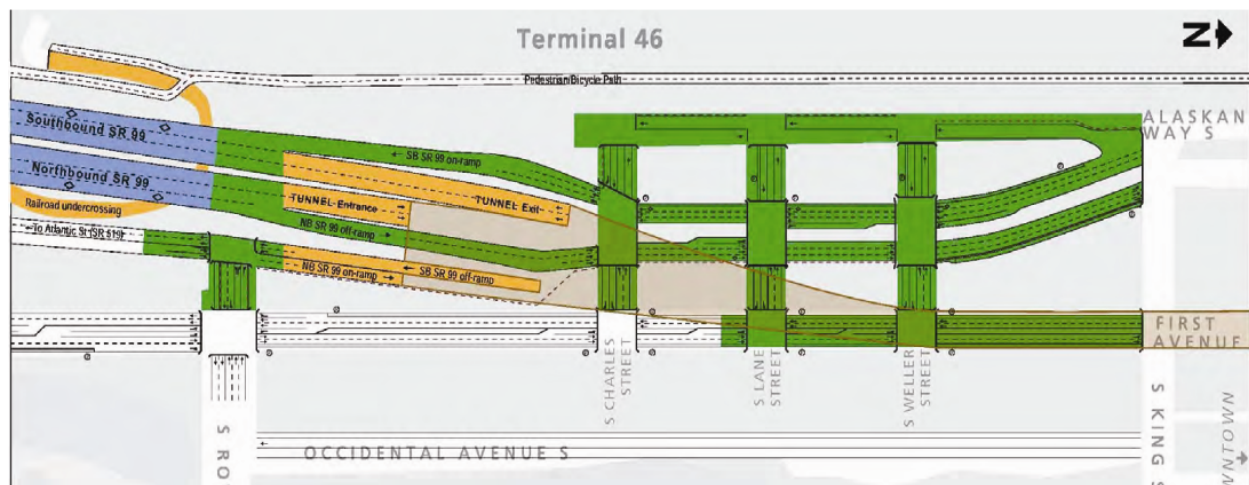 Terminal 46
N
Pedestrian/Bicycle Path
ALASKAN
WAY S
Southbound SR 99
SB SR 99 on-ramp
Northbound SR 99
TUNNEL Exit
TUNNEL Entrance
Railroad undercrossing
NB SR 99 off-ramp
To Atlantic St (SR 519)
NB SR 99 on-ramp
SB SR 99 off-ramp
FIRST
AVENUE
S CHARLES
STREET
S LANE
STREET
S WELLER
STREET
OCCIDENTAL AVENUE S
S RO
S KING S
WNTOWN